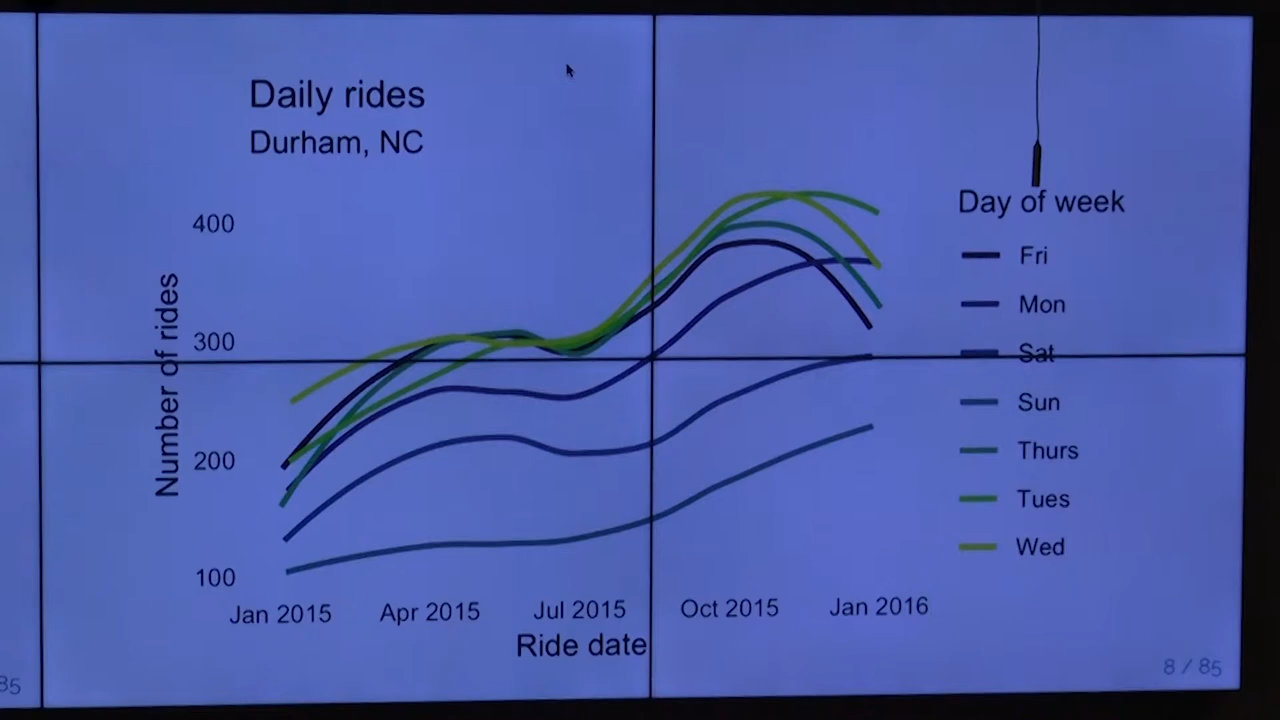 Daily rides
Durham, NC
Number of rides
400
300
200
100
Jan 2015
Apr 2015
Jul 2015
Oct 2015
Jan 2016
Ride date
Day of week
Fri
Mon
Sat
Sun
Thurs
Tues
Wed
8 / 85
85